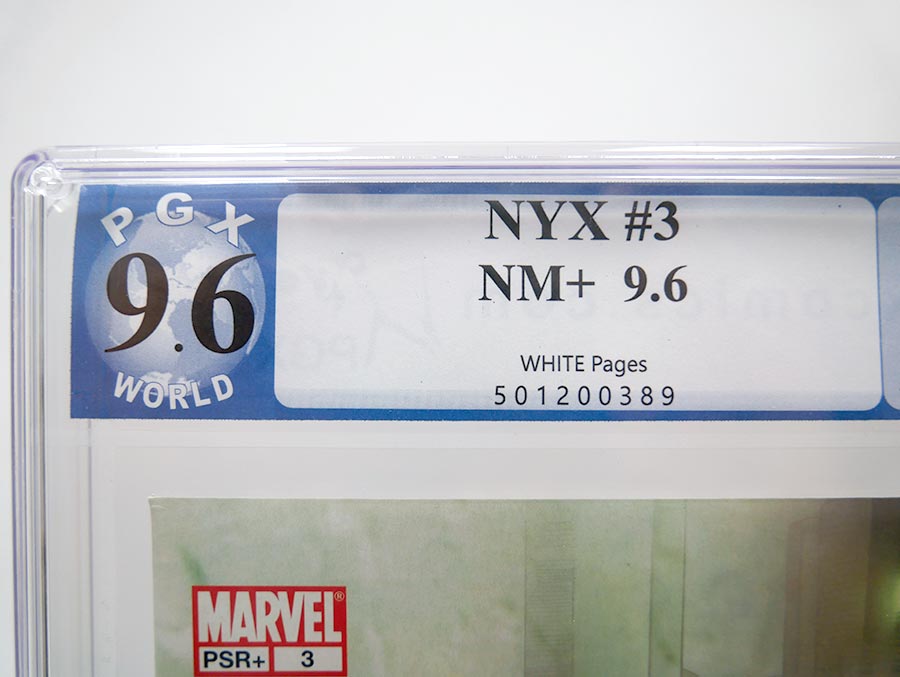 PGX
9.6
WORLD
NYX #3
NM+ 9.6
WHITE Pages
501200389
MARVEL®
PSR+ 3